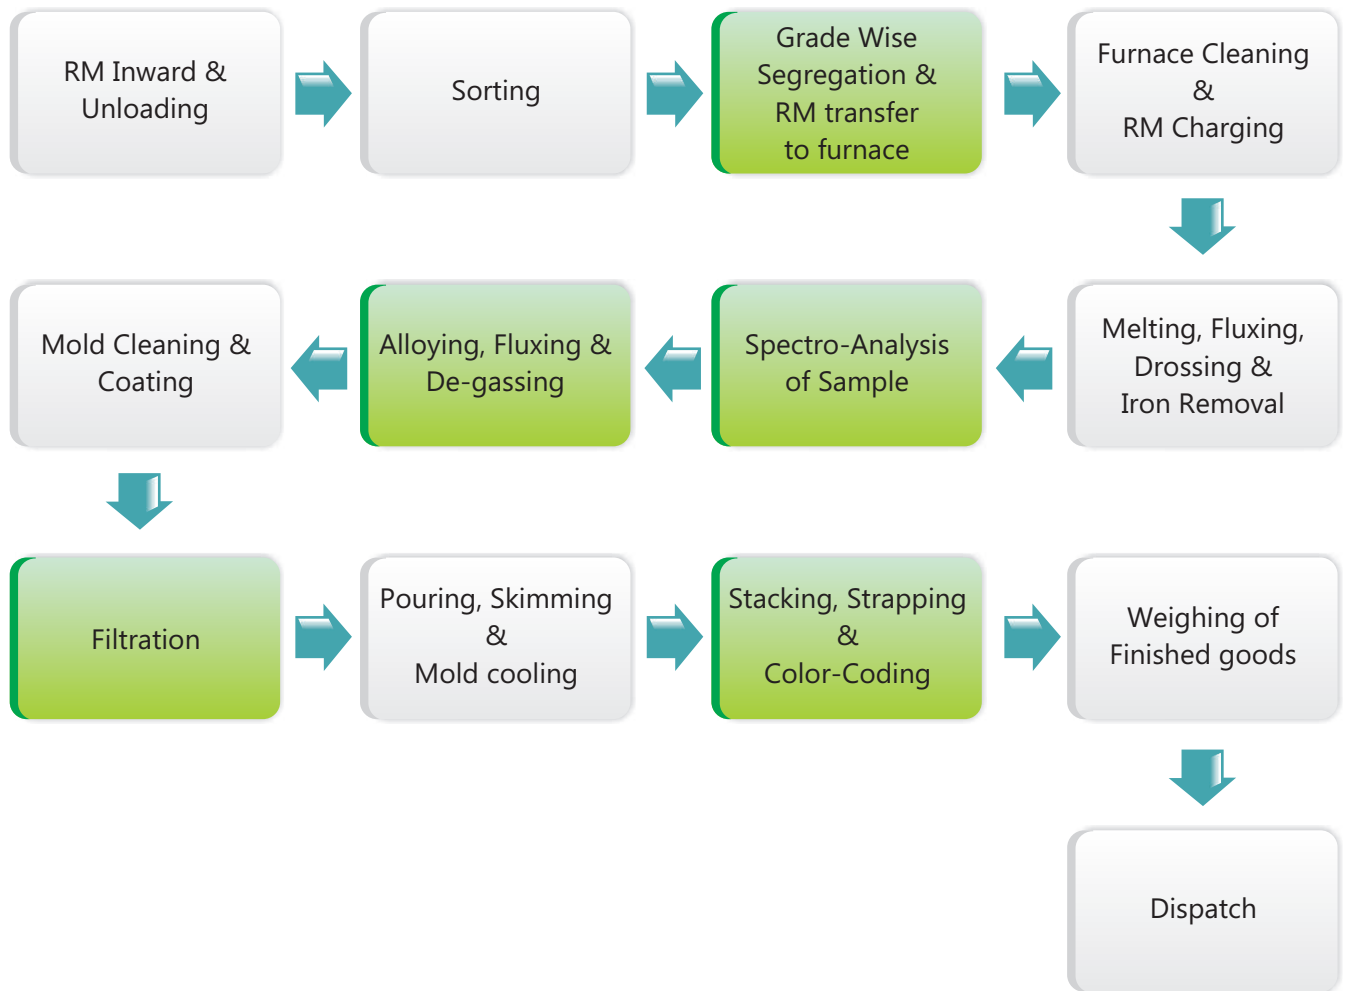 RM Inward &
Unloading
Sorting
Grade Wise
Segregation &
RM transfer
to furnace
Furnace Cleaning
&
RM Charging
Melting, Fluxing,
Drossing &
Iron Removal
Spectro-Analysis
of Sample
Alloying, Fluxing &
De-gassing
Mold Cleaning &
Coating
Filtration
Pouring, Skimming
&
Mold cooling
Stacking, Strapping
&
Color-Coding
Weighing of
Finished goods
Dispatch